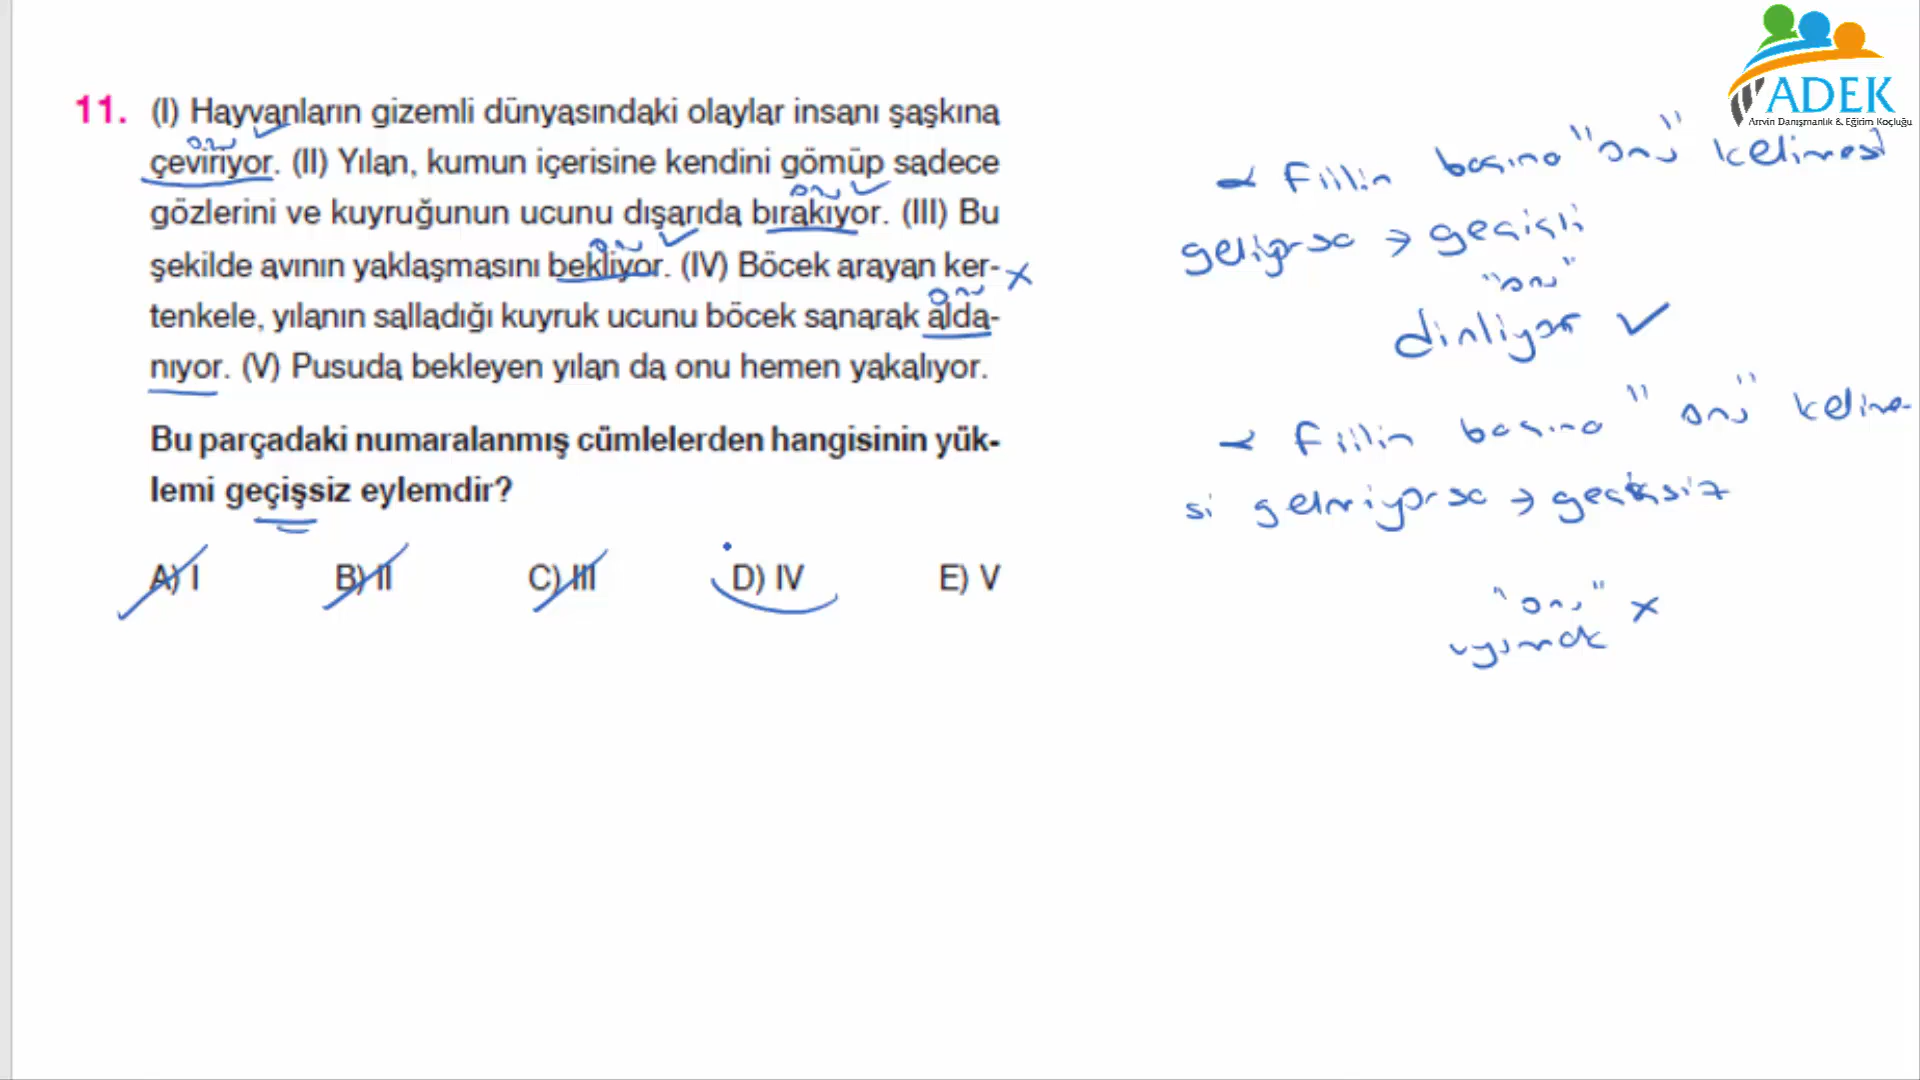 ADEK
Artvin Danışmanlık & Eğitim Koçluğu
11. (I) Hayvanların gizemli dünyasındaki olaylar insanı şaşkına
onu
çeviriyor. (II) Yılan, kumun içerisine kendini gömüp sadece
onu
gözlerini ve kuyruğunun ucunu dışarıda bırakıyor. (III) Bu
onu
şekilde avının yaklaşmasını bekliyor. (IV) Böcek arayan ker-
onu
tenkele, yılanın salladığı kuyruk ucunu böcek sanarak alda-
nıyor. (V) Pusuda bekleyen yılan da onu hemen yakalıyor.
Bu parçadaki numaralanmış cümlelerden hangisinin yük-
lemi geçişsiz eylemdir?
A) I B) II C) III D) IV E) V
Fiilin başına "onu" kelimesi
geliyorsa → geçişli
"onu"
dinliyor ✓
Fiilin başına "onu" kelime-
si gelmiyorsa → geçişsiz
"onu" x
uyumak